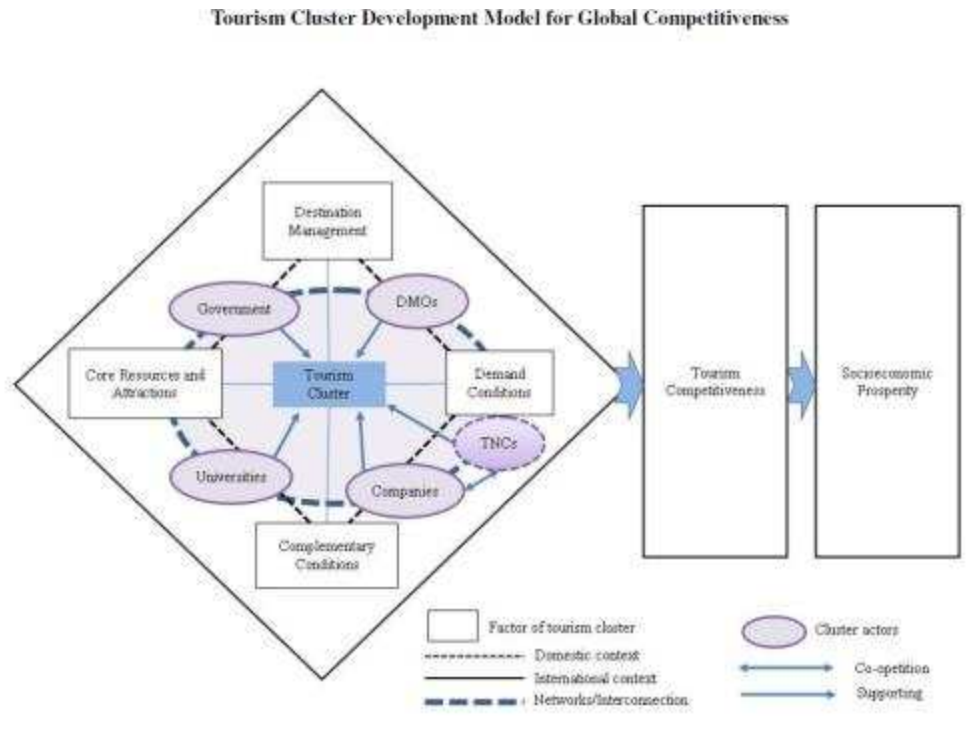 Tourism Cluster Development Model for Global Competitiveness
Destination
Management
Government
DMOs
Core Resources and
Attractions
Tourism
Cluster
Demand
Conditions
TNCs
Universities
Companies
Complementary
Conditions
Tourism
Competitiveness
Socioeconomic
Prosperity
Factor of tourism cluster
Domestic context
International context
Networks/Interconnection
Cluster actors
Co-opetition
Supporting